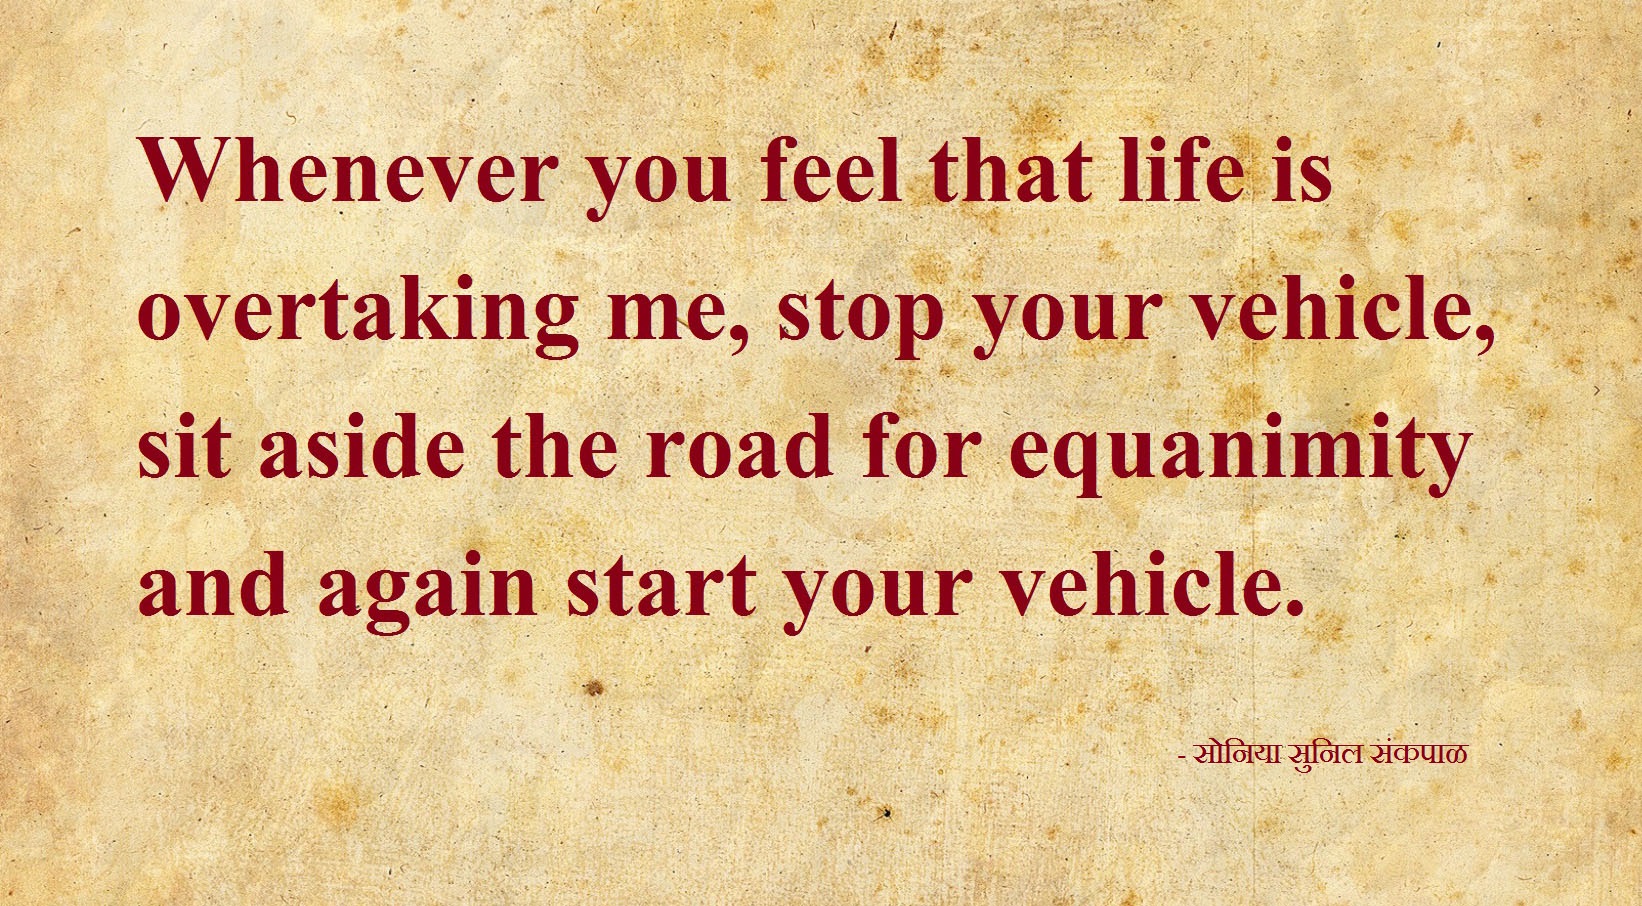 Whenever you feel that life is
overtaking me, stop your vehicle,
sit aside the road for equanimity
and again start your vehicle.
- सोनिया सुनिल संकपाळ